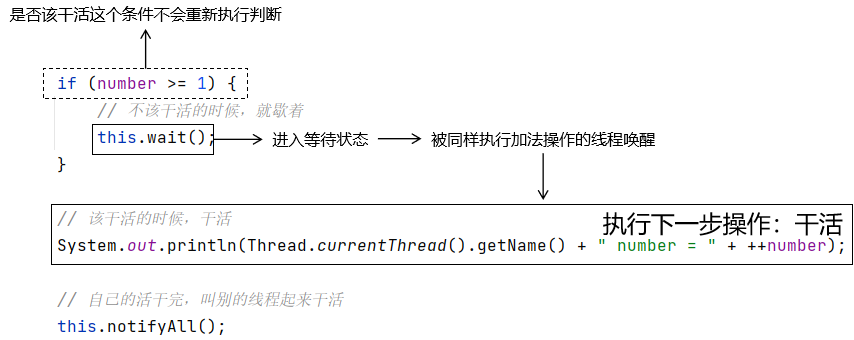 是否该干活这个条件不会重新执行判断
if (number >= 1) {
// 不该干活的时候，就歇着
this.wait();
进入等待状态
被同样执行加法操作的线程唤醒
}
// 该干活的时候，干活
执行下一步操作：干活
System.out.println(Thread.currentThread().getName() + " number = " + ++number);
// 自己的活干完，叫别的线程起来干活
this.notifyAll();